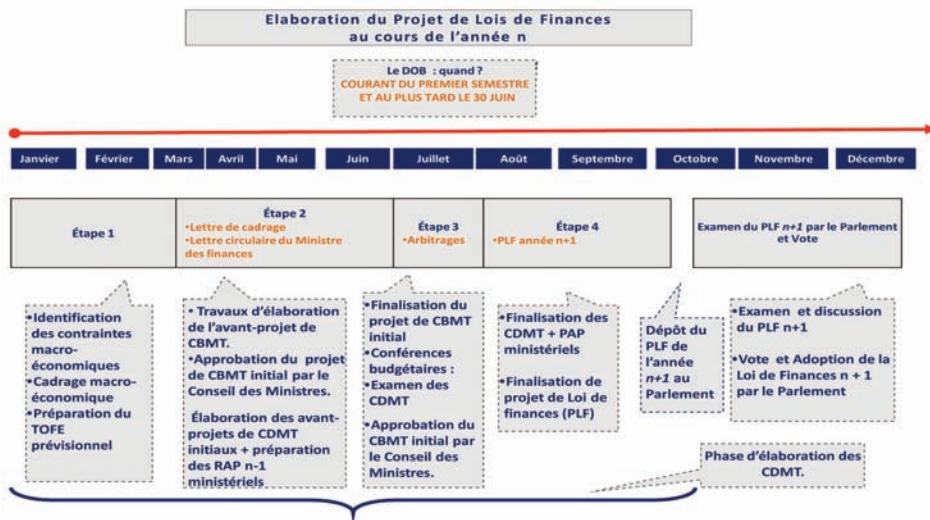 Elaboration du Projet de Lois de Finances
au cours de l'année n
Le DOB : quand ?
COURANT DU PREMIER SEMESTRE
ET AU PLUS TARD LE 30 JUIN
Janvier
Février
Mars
Avril
Mai
Juin
Juillet
Août
Septembre
Octobre
Novembre
Décembre
Étape 1
Étape 2
•Lettre de cadrage
•Lettre circulaire du Ministre
des finances
Étape 3
•Arbitrages
Étape 4
•PLF année n+1
Examen du PLF n+1 par le Parlement
et Vote
•Identification
des contraintes
macro-
économiques
•Cadrage macro-
économique
•Préparation du
TOFE
prévisionnel
• Travaux d'élaboration
de l'avant-projet de
CBMT.
•Approbation du projet
de CBMT initial par le
Conseil des Ministres.
Élaboration des avant-
projets de CDMT
initiaux + préparation
des RAP n-1
ministériels
•Finalisation du
projet de CBMT
initial
•Conférences
budgétaires :
•Examen des
CDMT
•Approbation du
CBMT initial par
le Conseil des
Ministres.
•Finalisation des
CDMT + PAP
ministériels
•Finalisation de
projet de Loi de
finances (PLF)
Dépôt du
PLF de
l'année
n+1 au
Parlement
•Examen et discussion
du PLF n+1
•Vote et Adoption de la
Loi de Finances n + 1
par le Parlement
Phase d'élaboration des
CDMT.